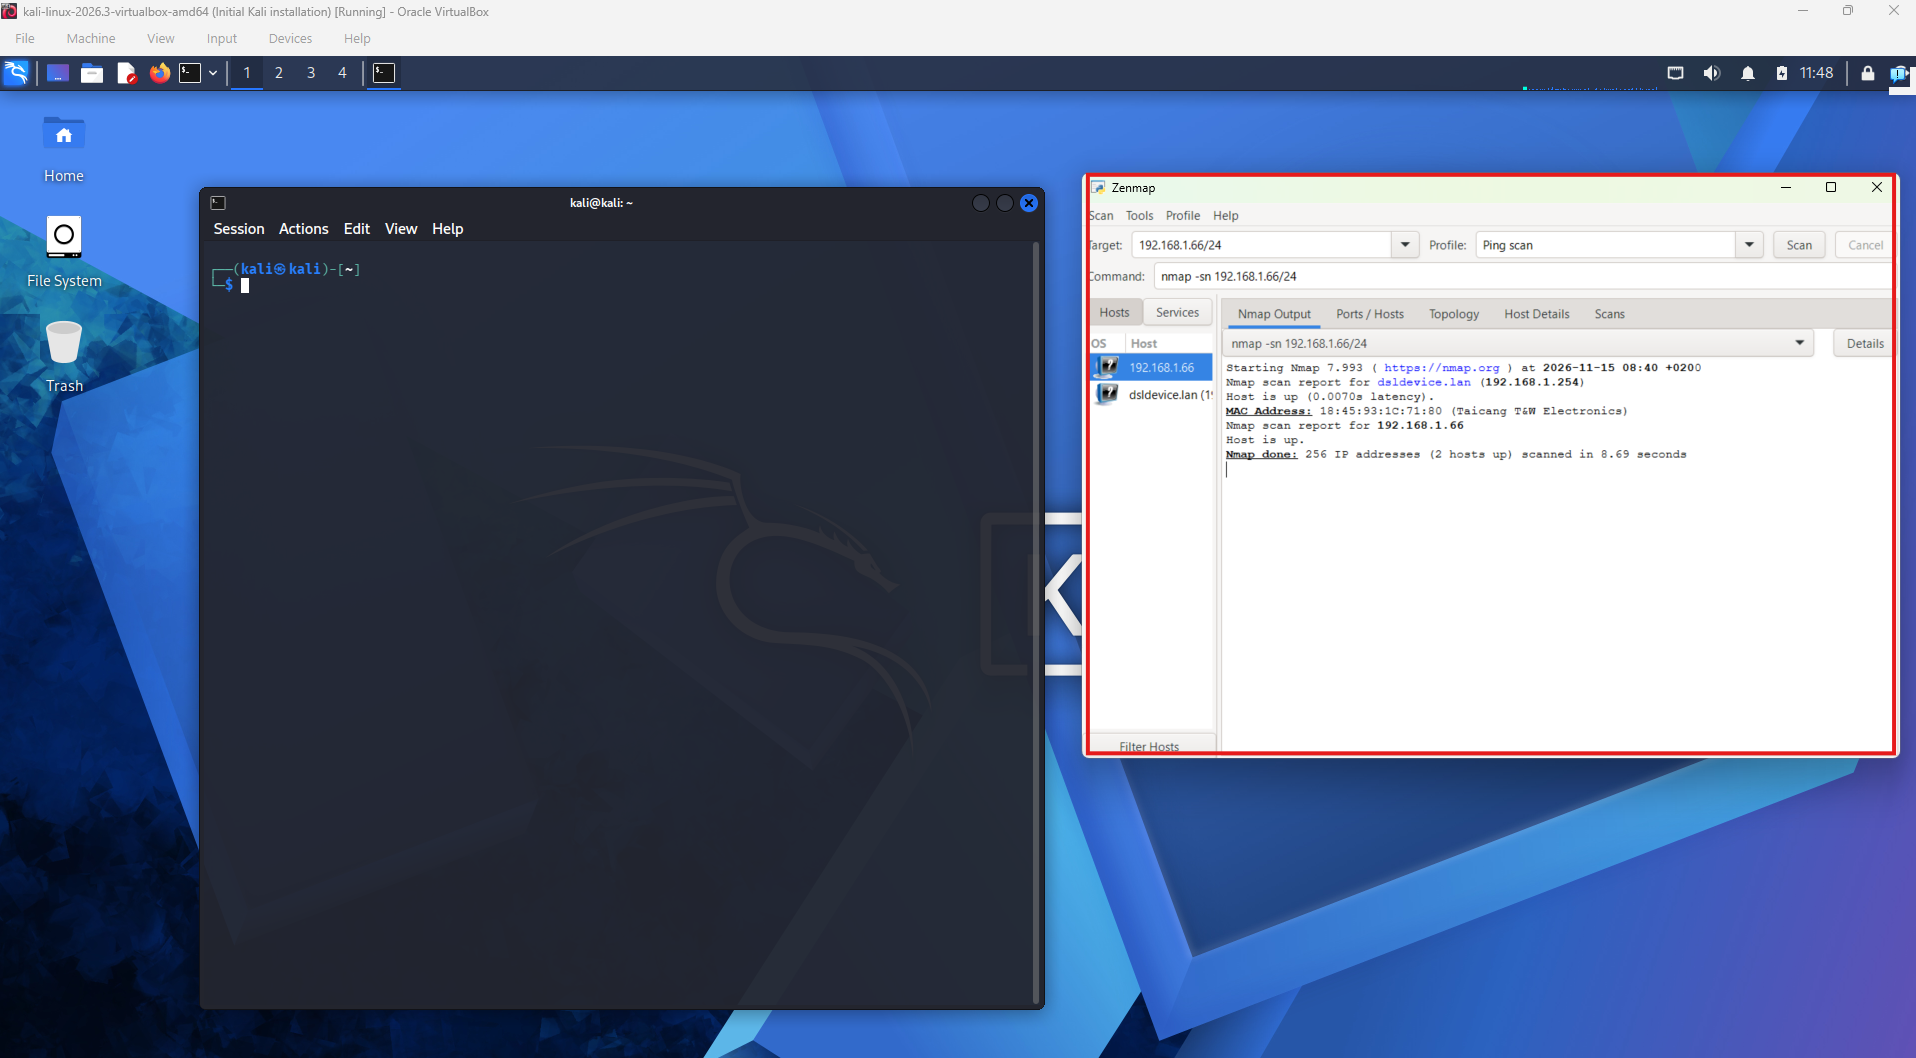 kali-linux-2026.3-virtualbox-amd64 (Initial Kali installation) [Running] - Oracle VirtualBox
File Machine View Input Devices Help
1 2 3 4 11:48
Home
File System
Trash
kali@kali: ~
Session Actions Edit View Help
┌──(kali㉿kali)-[~]
└─$
Zenmap
Scan Tools Profile Help
Target: 192.168.1.66/24 Profile: Ping scan Scan Cancel
Command: nmap -sn 192.168.1.66/24
Hosts Services Nmap Output Ports / Hosts Topology Host Details Scans
OS Host
192.168.1.66
dsldevice.lan (19
nmap -sn 192.168.1.66/24 Details
Starting Nmap 7.993 ( https://nmap.org ) at 2026-11-15 08:40 +0200
Nmap scan report for dsldevice.lan (192.168.1.254)
Host is up (0.0070s latency).
MAC Address: 18:45:93:1C:71:80 (Taicang T&W Electronics)
Nmap scan report for 192.168.1.66
Host is up.
Nmap done: 256 IP addresses (2 hosts up) scanned in 8.69 seconds
Filter Hosts
K